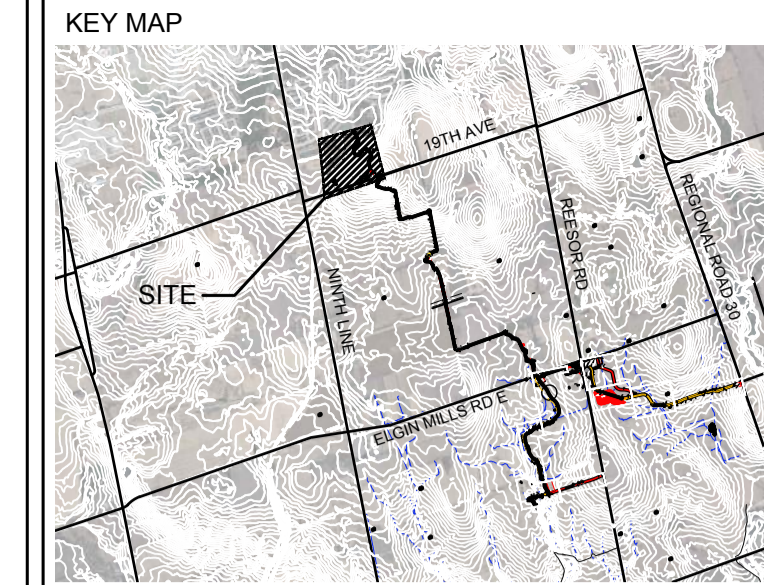 KEY MAP
19TH AVE
REESOR RD
REGIONAL ROAD 30
SITE
NINTH LINE
ELGIN MILLS RD E